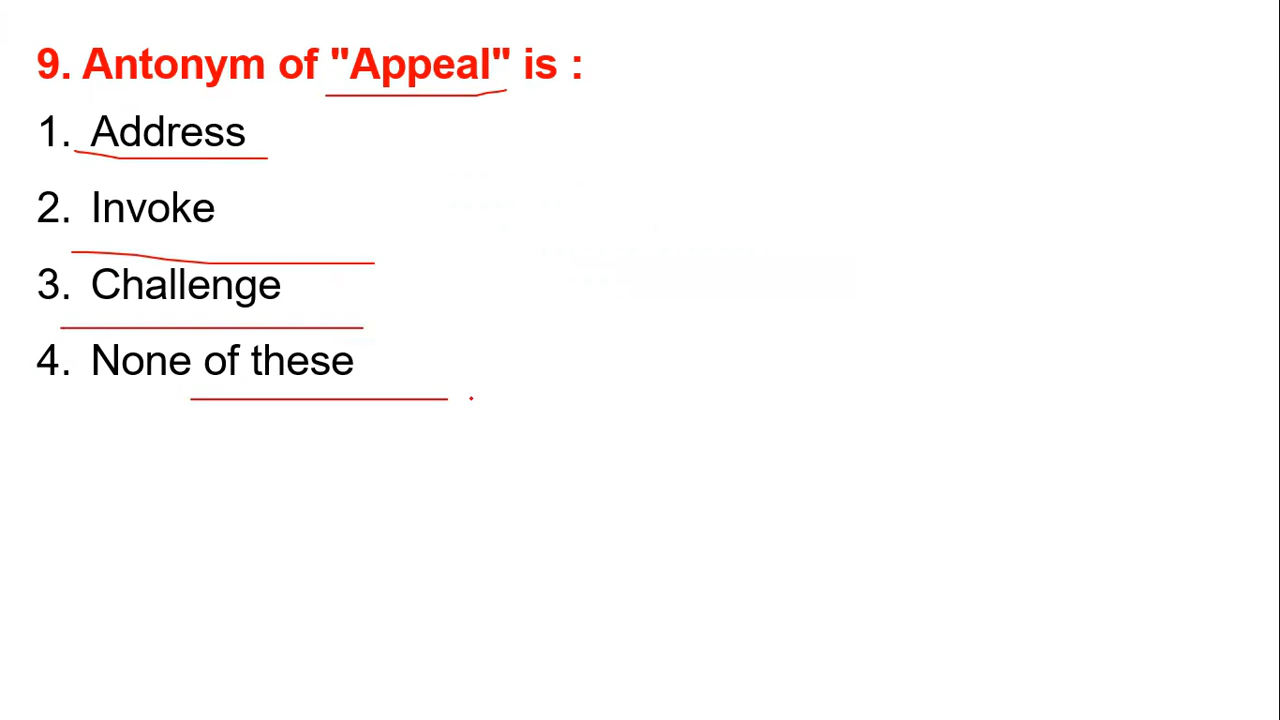 9. Antonym of "Appeal" is :
1. Address
2. Invoke
3. Challenge
4. None of these